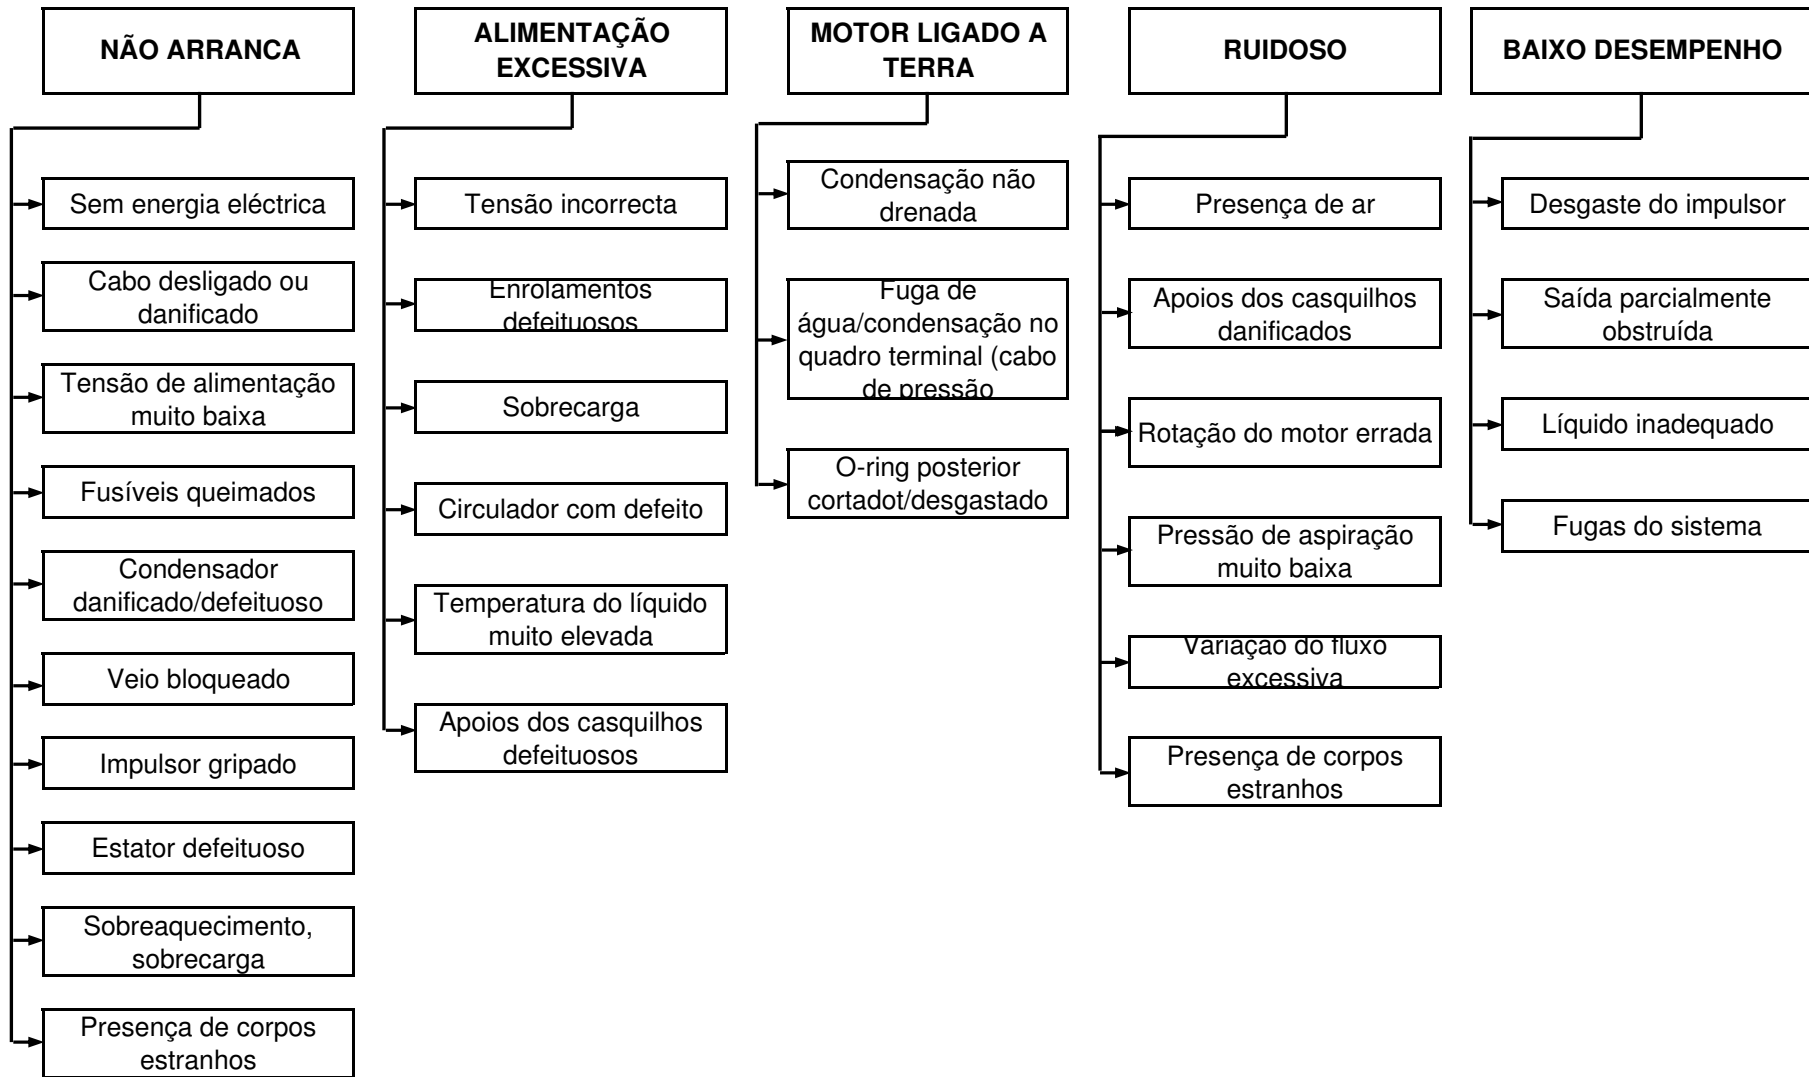 NÃO ARRANCA
Sem energia eléctrica
Cabo desligado ou
danificado
Tensão de alimentação
muito baixa
Fusíveis queimados
Condensador
danificado/defeituoso
Veio bloqueado
Impulsor gripado
Estator defeituoso
Sobreaquecimento,
sobrecarga
Presença de corpos
estranhos
ALIMENTAÇÃO
EXCESSIVA
Tensão incorrecta
Enrolamentos
defeituosos
Sobrecarga
Circulador com defeito
Temperatura do líquido
muito elevada
Apoios dos casquilhos
defeituosos
MOTOR LIGADO A
TERRA
Condensação não
drenada
Fuga de
água/condensação no
quadro terminal (cabo
de pressão
O-ring posterior
cortadot/desgastado
RUIDOSO
Presença de ar
Apoios dos casquilhos
danificados
Rotação do motor errada
Pressão de aspiração
muito baixa
Variação do fluxo
excessiva
Presença de corpos
estranhos
BAIXO DESEMPENHO
Desgaste do impulsor
Saída parcialmente
obstruída
Líquido inadequado
Fugas do sistema